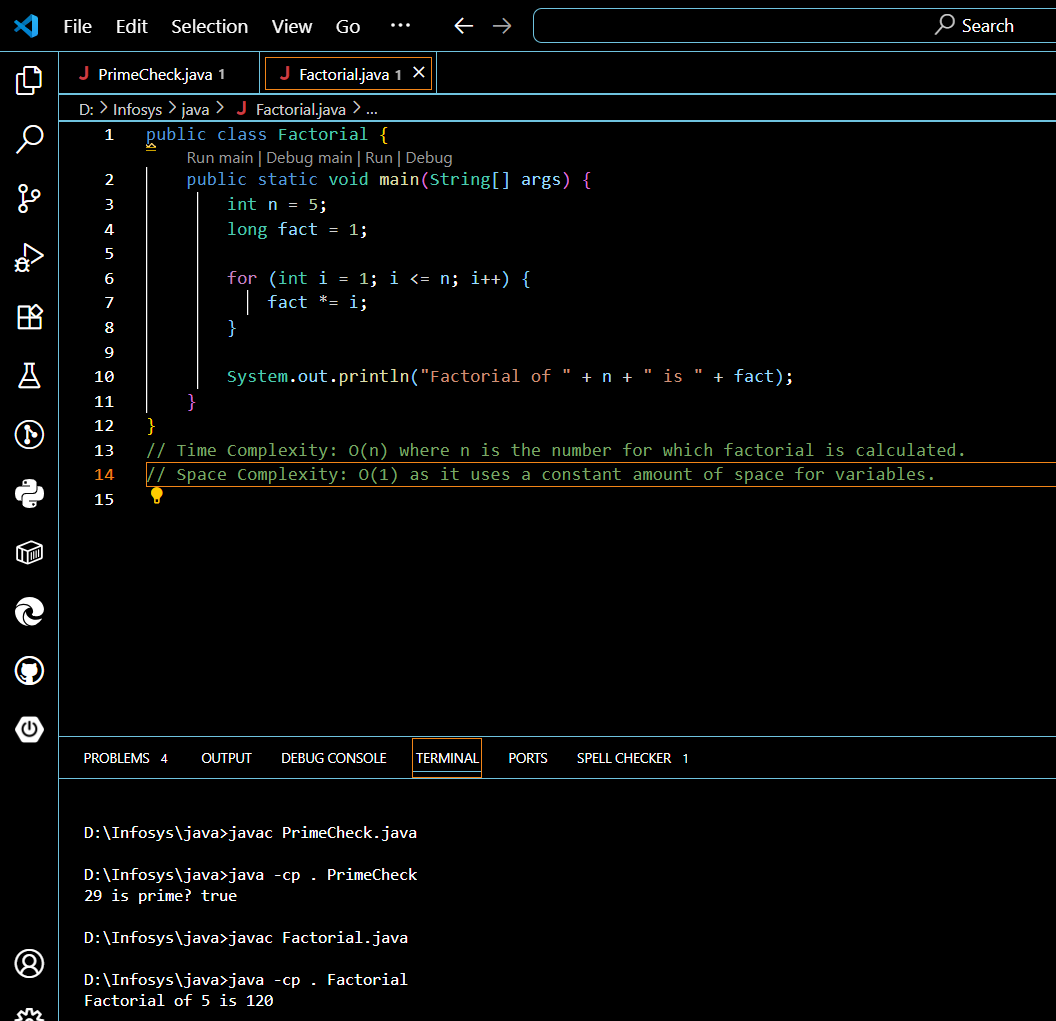 File Edit Selection View Go ··· Search
PrimeCheck.java 1 Factorial.java 1
D: > Infosys > java > Factorial.java > ...
1 public class Factorial {
Run main | Debug main | Run | Debug
2 public static void main(String[] args) {
3 int n = 5;
4 long fact = 1;
5
6 for (int i = 1; i <= n; i++) {
7 fact *= i;
8 }
9
10 System.out.println("Factorial of " + n + " is " + fact);
11 }
12 }
13 // Time Complexity: O(n) where n is the number for which factorial is calculated.
14 // Space Complexity: O(1) as it uses a constant amount of space for variables.
15
PROBLEMS 4 OUTPUT DEBUG CONSOLE TERMINAL PORTS SPELL CHECKER 1
D:\Infosys\java>javac PrimeCheck.java
D:\Infosys\java>java -cp . PrimeCheck
29 is prime? true
D:\Infosys\java>javac Factorial.java
D:\Infosys\java>java -cp . Factorial
Factorial of 5 is 120